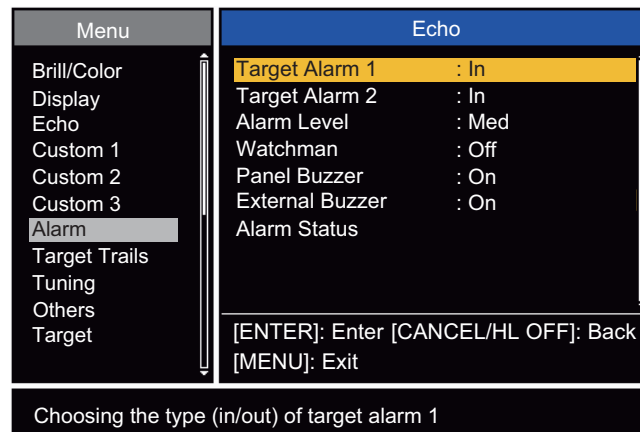 Menu
Brill/Color
Display
Echo
Custom 1
Custom 2
Custom 3
Alarm
Target Trails
Tuning
Others
Target
Echo
Target Alarm 1 : In
Target Alarm 2 : In
Alarm Level : Med
Watchman : Off
Panel Buzzer : On
External Buzzer : On
Alarm Status
[ENTER]: Enter [CANCEL/HL OFF]: Back
[MENU]: Exit
Choosing the type (in/out) of target alarm 1